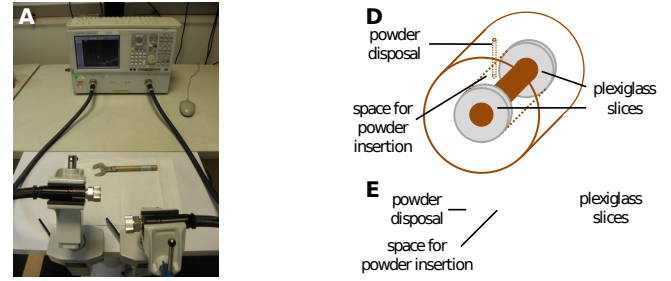 A
D
powder
disposal
space for
powder
insertion
plexiglass
slices
E
powder
disposal
space for
powder insertion
plexiglass
slices